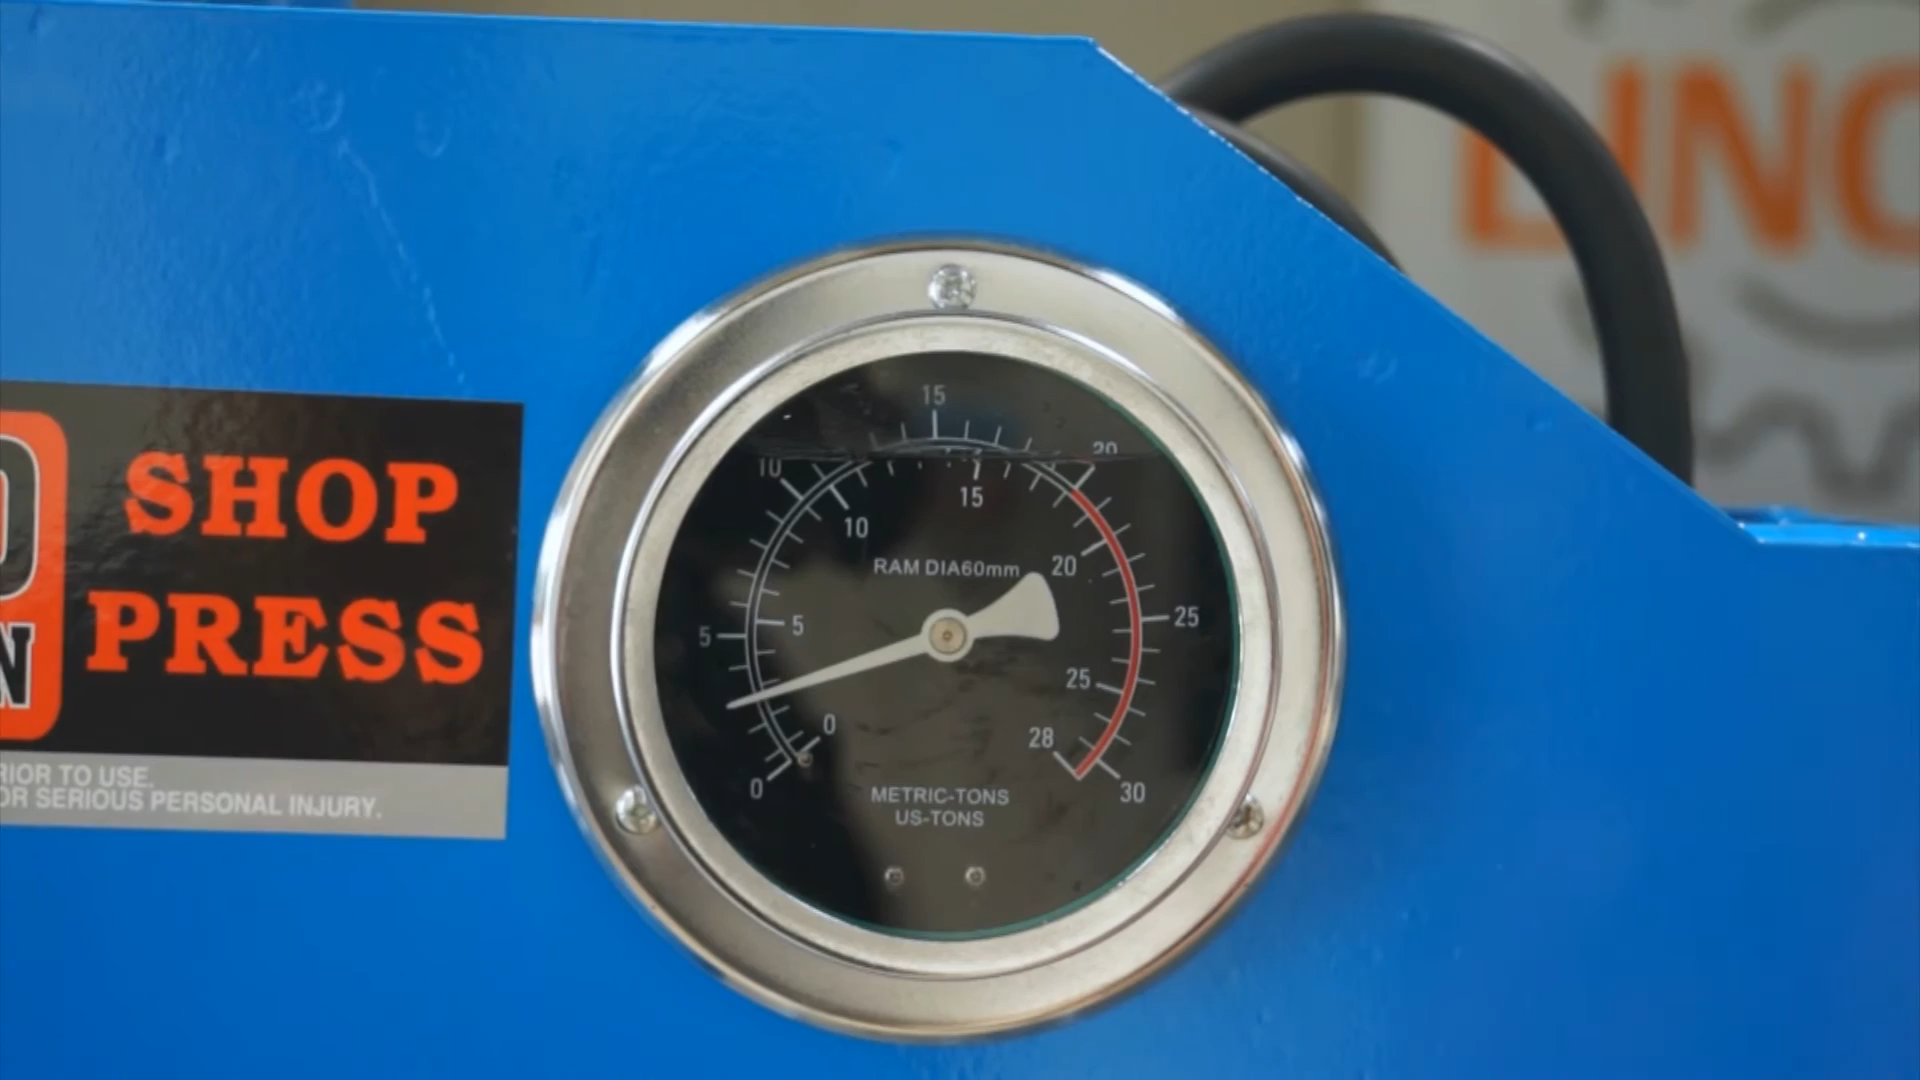 LINC
SHOP
PRESS
RIOR TO USE.
OR SERIOUS PERSONAL INJURY.
15
20
10
15
10
RAM DIA60mm
20
25
5
5
25
0
28
0
30
METRIC-TONS
US-TONS